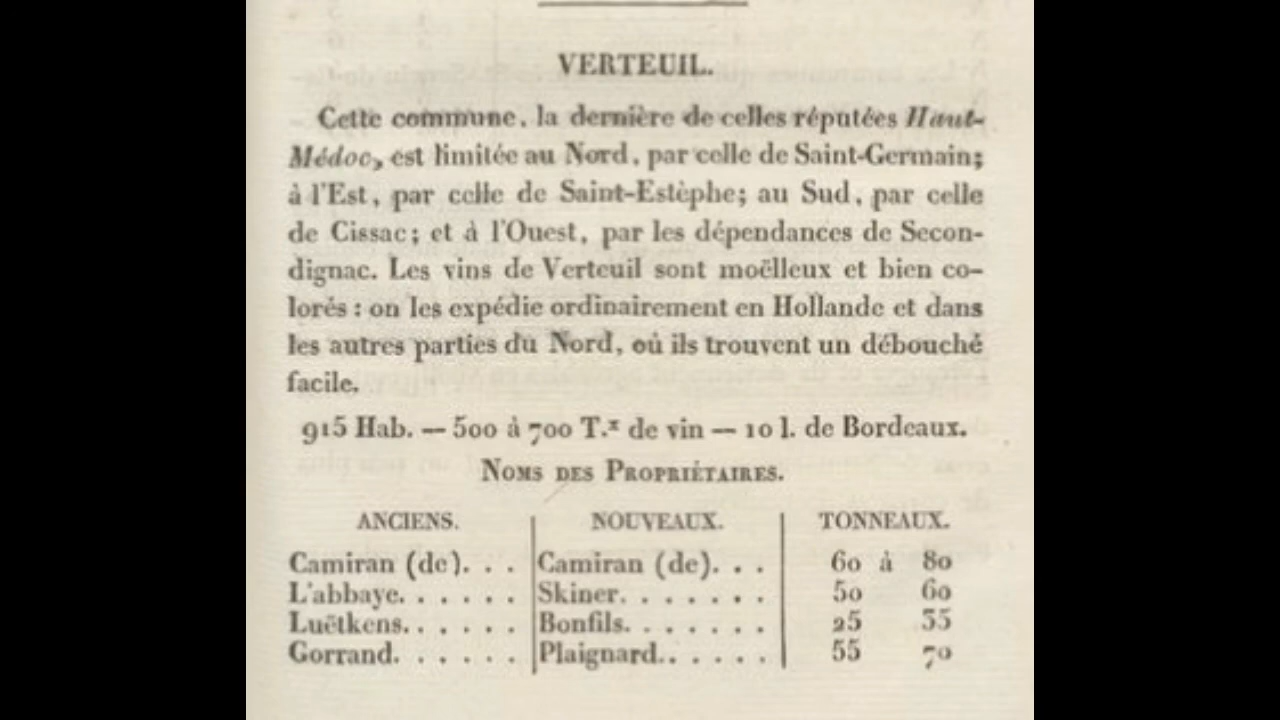 VERTEUIL.
Cette commune, la dernière de celles réputées Haut-
Médoc, est limitée au Nord, par celle de Saint-Germain;
à l'Est, par celle de Saint-Estèphe; au Sud, par celle
de Cissac; et à l'Ouest, par les dépendances de Secon-
dignac. Les vins de Verteuil sont moëlleux et bien co-
lorés : on les expédie ordinairement en Hollande et dans
les autres parties du Nord, où ils trouvent un débouché
facile.
915 Hab. — 500 à 700 T.x de vin — 10 l. de Bordeaux.
NOMS DES PROPRIÉTAIRES.
ANCIENS. NOUVEAUX. TONNEAUX.
Camiran (de). . . Camiran (de). . . 60 à 80
L'abbaye. . . . . . Skiner. . . . . . . 50 60
Luëtkens. . . . . . Bonfils. . . . . . . 25 35
Gorrand. . . . . . Plaignard. . . . . . 55 70